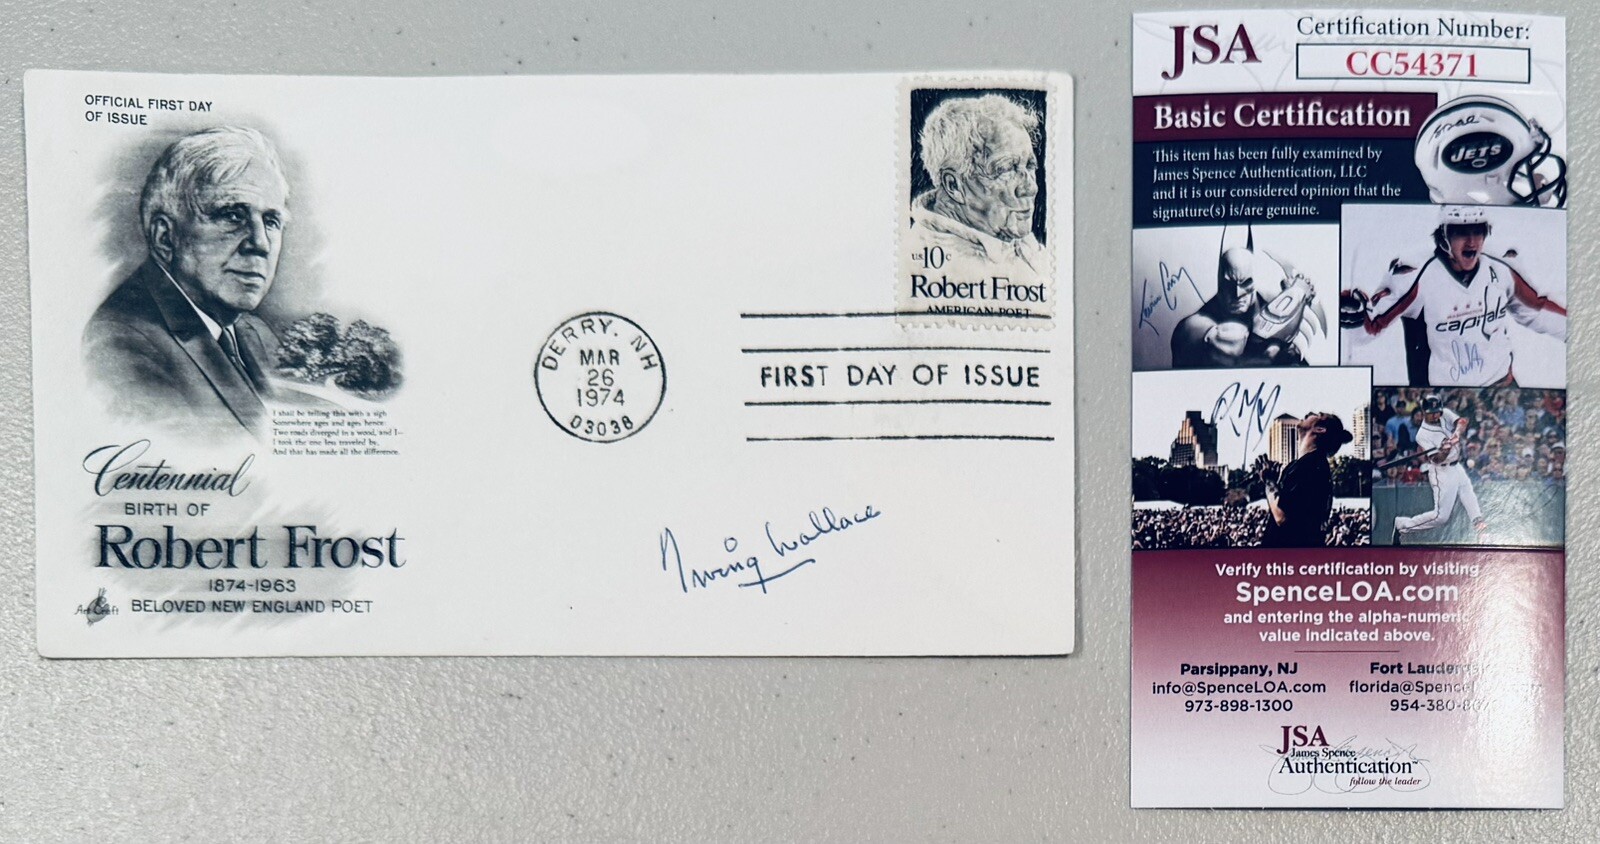 OFFICIAL FIRST DAY
OF ISSUE
I shall be telling this with a sigh
Somewhere ages and ages hence:
Two roads diverged in a wood, and I—
I took the one less traveled by,
And that has made all the difference.
Centennial
BIRTH OF
Robert Frost
1874-1963
BELOVED NEW ENGLAND POET
ArtCraft
DERRY, NH
MAR
26
1974
03038
US 10c
Robert Frost
AMERICAN POET
FIRST DAY OF ISSUE
Irving Wallace
JSA
Certification Number:
CC54371
Basic Certification
This item has been fully examined by
James Spence Authentication, LLC
and it is our considered opinion that the
signature(s) is/are genuine.
JETS
capitals
Verify this certification by visiting
SpenceLOA.com
and entering the alpha-numeric
value indicated above.
Parsippany, NJ
info@SpenceLOA.com
973-898-1300
Fort
florida@
954-380-
JSA
James Spence
Authentication™
follow the leader